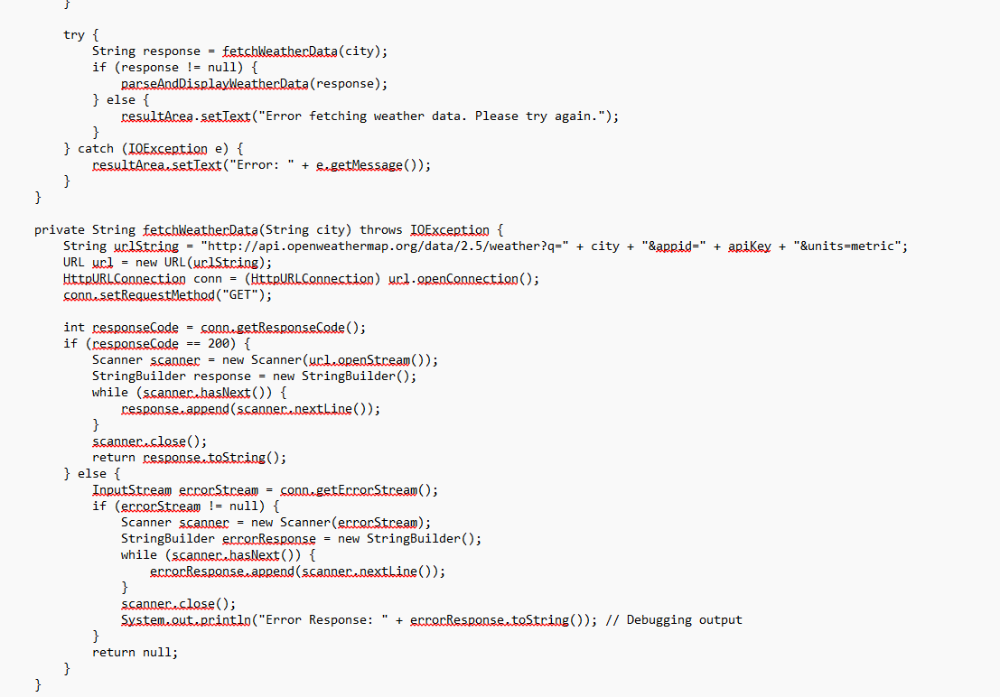 }
try {
String response = fetchWeatherData(city);
if (response != null) {
parseAndDisplayWeatherData(response);
} else {
resultArea.setText("Error fetching weather data. Please try again.");
}
} catch (IOException e) {
resultArea.setText("Error: " + e.getMessage());
}
}
private String fetchWeatherData(String city) throws IOException {
String urlString = "http://api.openweathermap.org/data/2.5/weather?q=" + city + "&appid=" + apiKey + "&units=metric";
URL url = new URL(urlString);
HttpURLConnection conn = (HttpURLConnection) url.openConnection();
conn.setRequestMethod("GET");
int responseCode = conn.getResponseCode();
if (responseCode == 200) {
Scanner scanner = new Scanner(url.openStream());
StringBuilder response = new StringBuilder();
while (scanner.hasNext()) {
response.append(scanner.nextLine());
}
scanner.close();
return response.toString();
} else {
InputStream errorStream = conn.getErrorStream();
if (errorStream != null) {
Scanner scanner = new Scanner(errorStream);
StringBuilder errorResponse = new StringBuilder();
while (scanner.hasNext()) {
errorResponse.append(scanner.nextLine());
}
scanner.close();
System.out.println("Error Response: " + errorResponse.toString()); // Debugging output
}
return null;
}
}